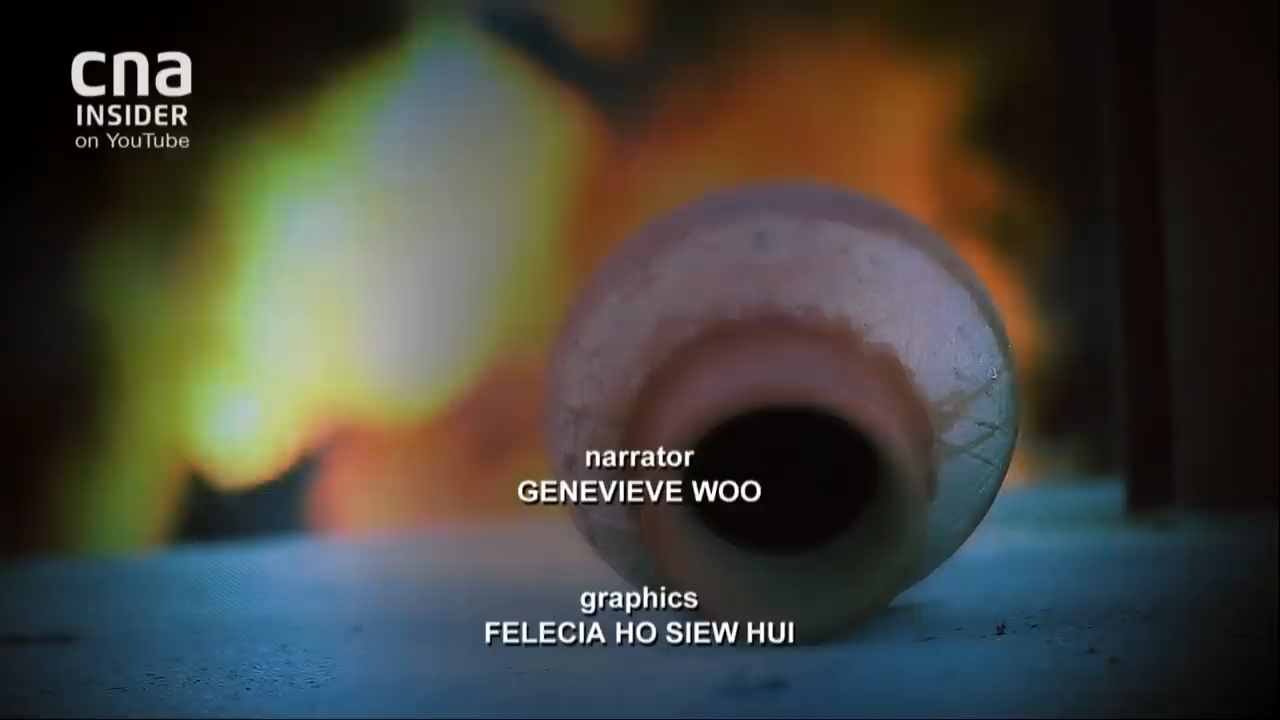 cna
INSIDER
on YouTube
narrator
GENEVIEVE WOO
graphics
FELECIA HO SIEW HUI